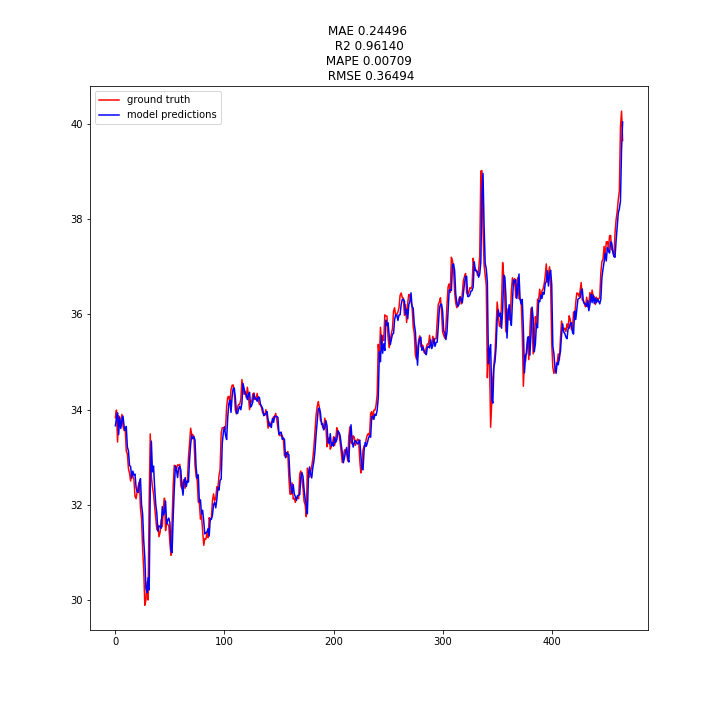 MAE 0.24496
R2 0.96140
MAPE 0.00709
RMSE 0.36494
ground truth
model predictions
40
38
36
34
32
30
0 100 200 300 400